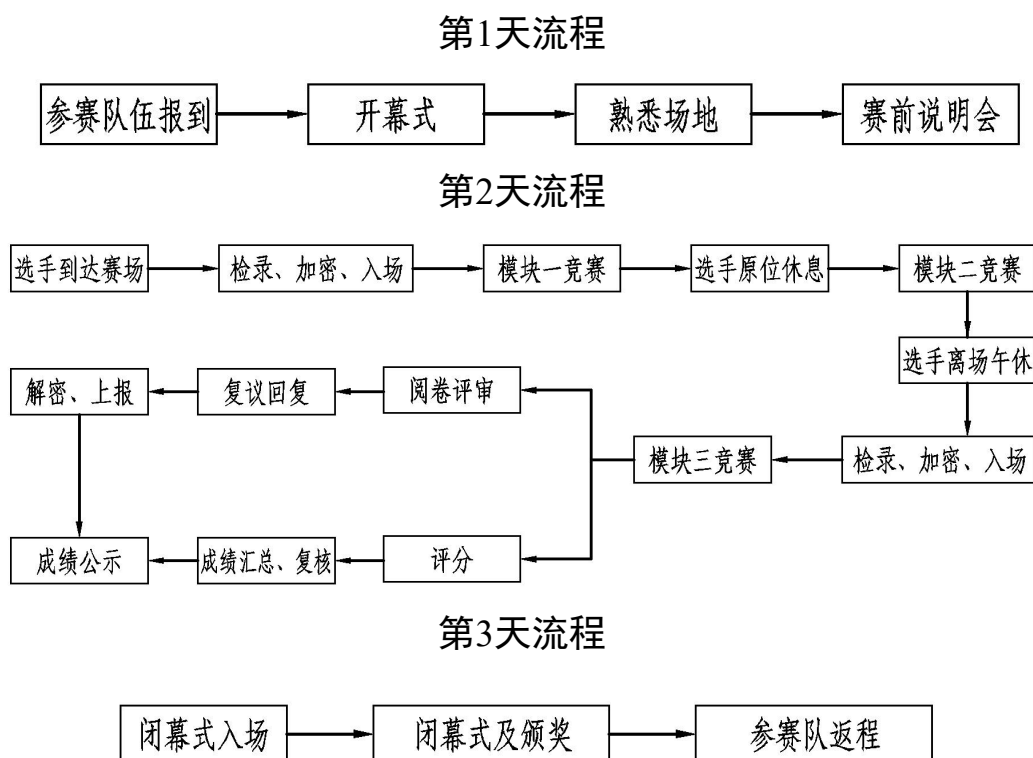 第1天流程
参赛队伍报到 开幕式 熟悉场地 赛前说明会
第2天流程
选手到达赛场 检录、加密、入场 模块一竞赛 选手原位休息 模块二竞赛
选手离场午休
解密、上报 复议回复 阅卷评审
模块三竞赛 检录、加密、入场
成绩公示 成绩汇总、复核 评分
第3天流程
闭幕式入场 闭幕式及颁奖 参赛队返程